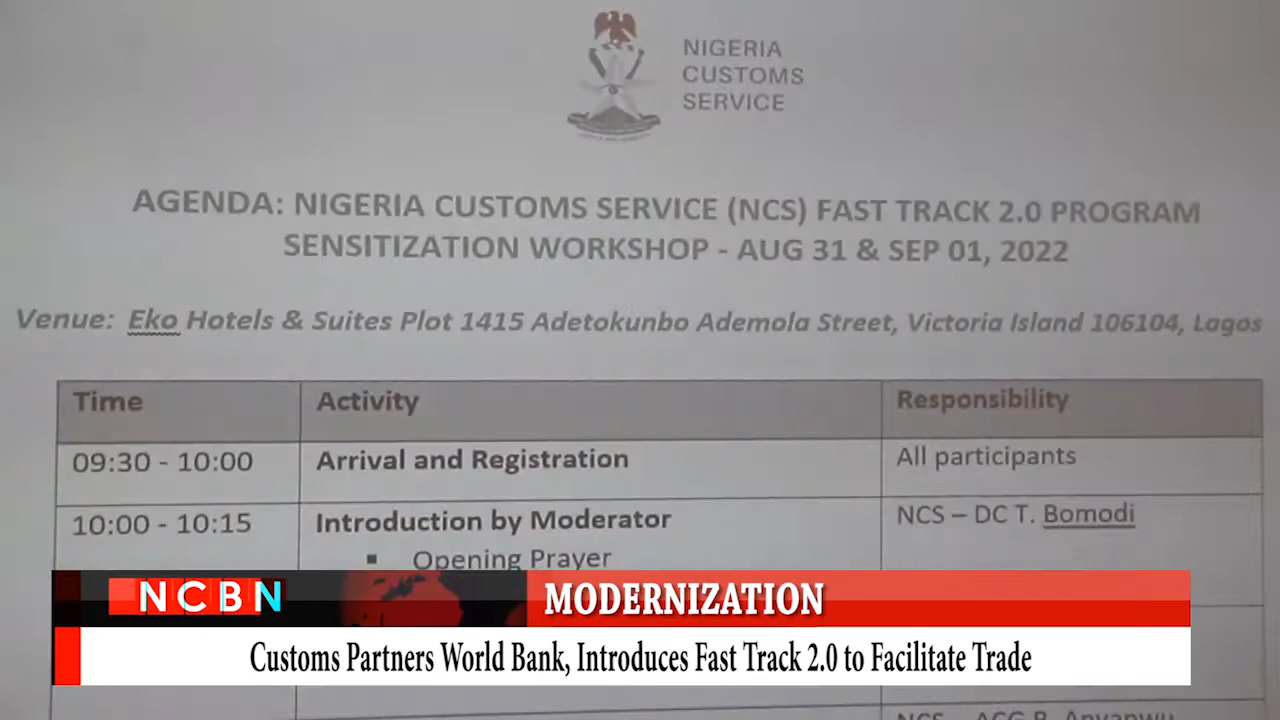 NIGERIA
CUSTOMS
SERVICE
AGENDA: NIGERIA CUSTOMS SERVICE (NCS) FAST TRACK 2.0 PROGRAM
SENSITIZATION WORKSHOP - AUG 31 & SEP 01, 2022
Venue: Eko Hotels & Suites Plot 1415 Adetokunbo Ademola Street, Victoria Island 106104, Lagos
Time Activity Responsibility
09:30 - 10:00 Arrival and Registration All participants
10:00 - 10:15 Introduction by Moderator NCS – DC T. Bomodi
▪ Opening Prayer
NCBN MODERNIZATION
Customs Partners World Bank, Introduces Fast Track 2.0 to Facilitate Trade